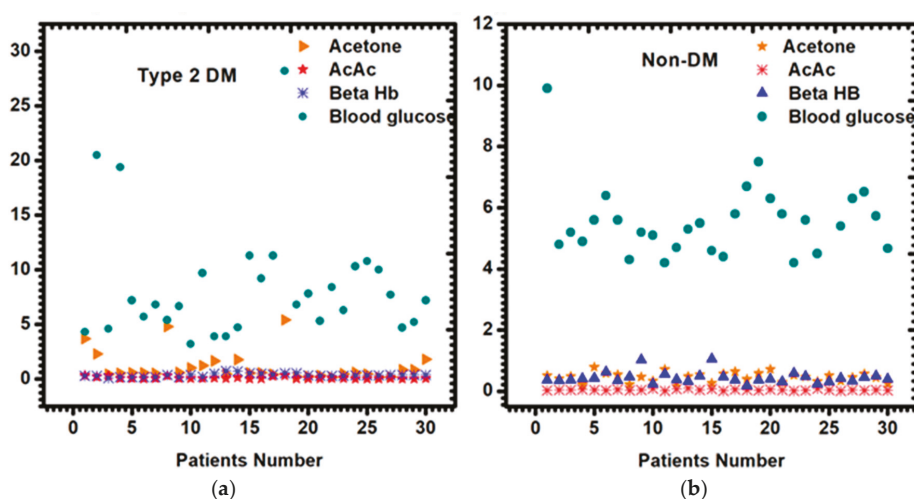 30
25
20
15
10
5
0
Type 2 DM
Acetone
AcAc
Beta Hb
Blood glucose
0 5 10 15 20 25 30
Patients Number
(a)
12
10
8
6
4
2
0
Non-DM
Acetone
AcAc
Beta HB
Blood glucose
0 5 10 15 20 25 30
Patients Number
(b)